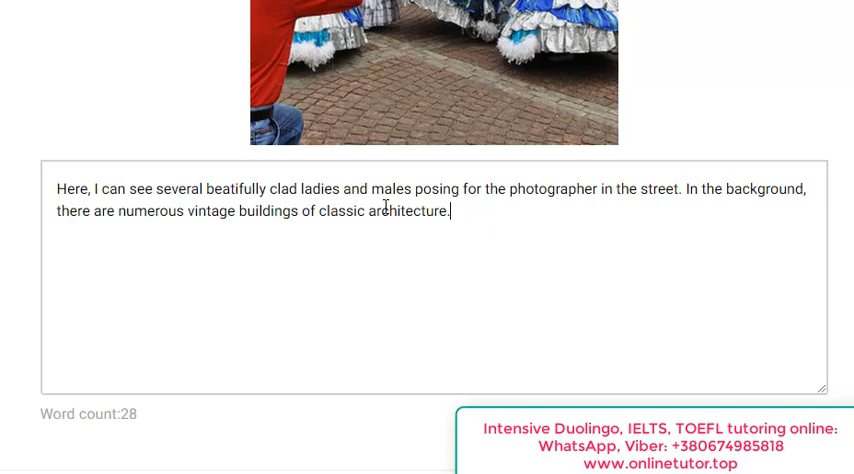 Here, I can see several beatifully clad ladies and males posing for the photographer in the street. In the background,
there are numerous vintage buildings of classic architecture.
Word count:28
Intensive Duolingo, IELTS, TOEFL tutoring online:
WhatsApp, Viber: +380674985818
www.onlinetutor.top